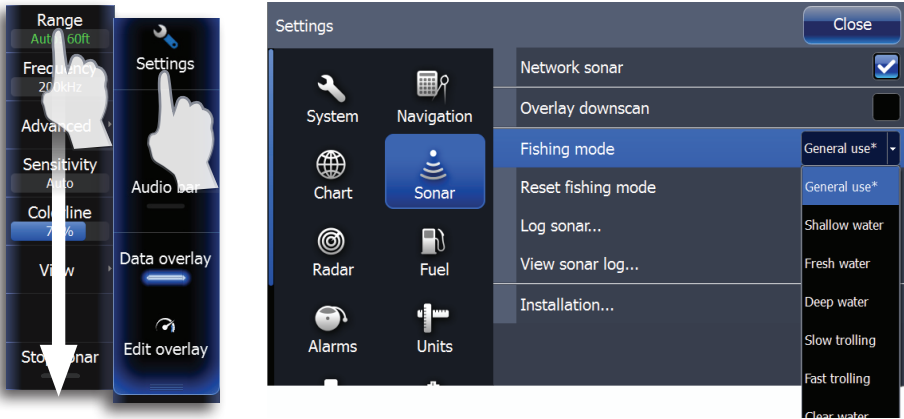 Range
Auto 60ft
Frequency
200kHz
Advanced
Sensitivity
Auto
Colorline
View
Stop sonar
Settings
Audio bar
Data overlay
Edit overlay
Settings
Close
System
Navigation
Chart
Sonar
Radar
Fuel
Alarms
Units
Network sonar
Overlay downscan
Fishing mode
General use*
Reset fishing mode
Log sonar...
View sonar log...
Installation...
General use*
Shallow water
Fresh water
Deep water
Slow trolling
Fast trolling
Clear water